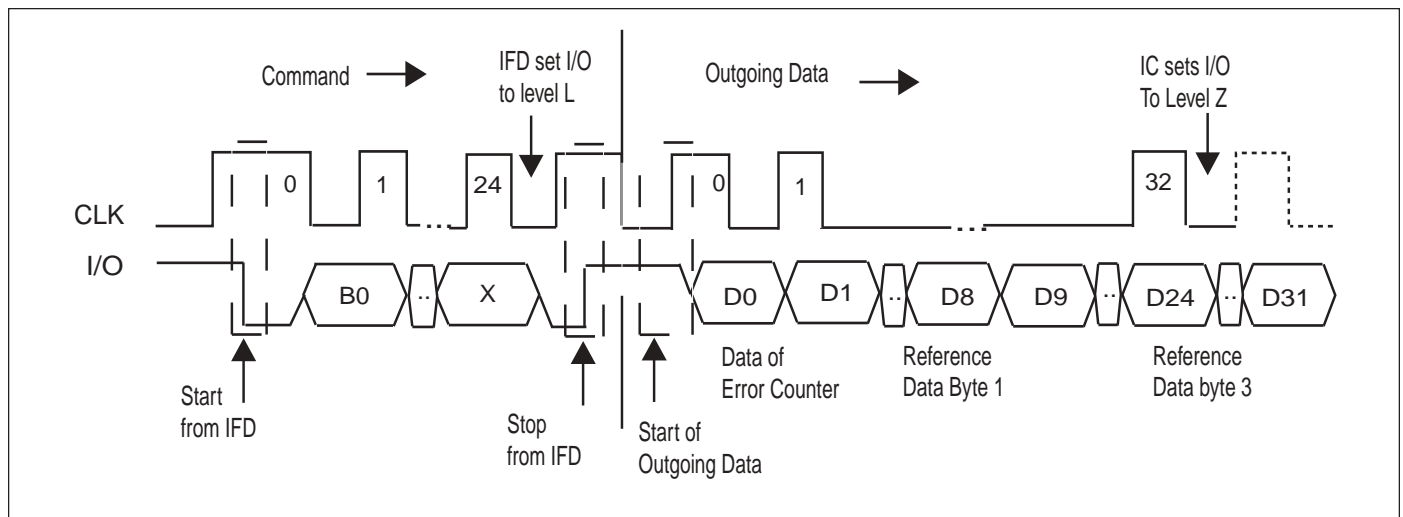 Command
IFD set I/O
to level L
Outgoing Data
IC sets I/O
To Level Z
CLK
0
1
24
0
1
32
I/O
B0
..
X
D0
D1
..
D8
D9
..
D24
..
D31
Start
from IFD
Stop
from IFD
Start of
Outgoing Data
Data of
Error Counter
Reference
Data Byte 1
Reference
Data byte 3